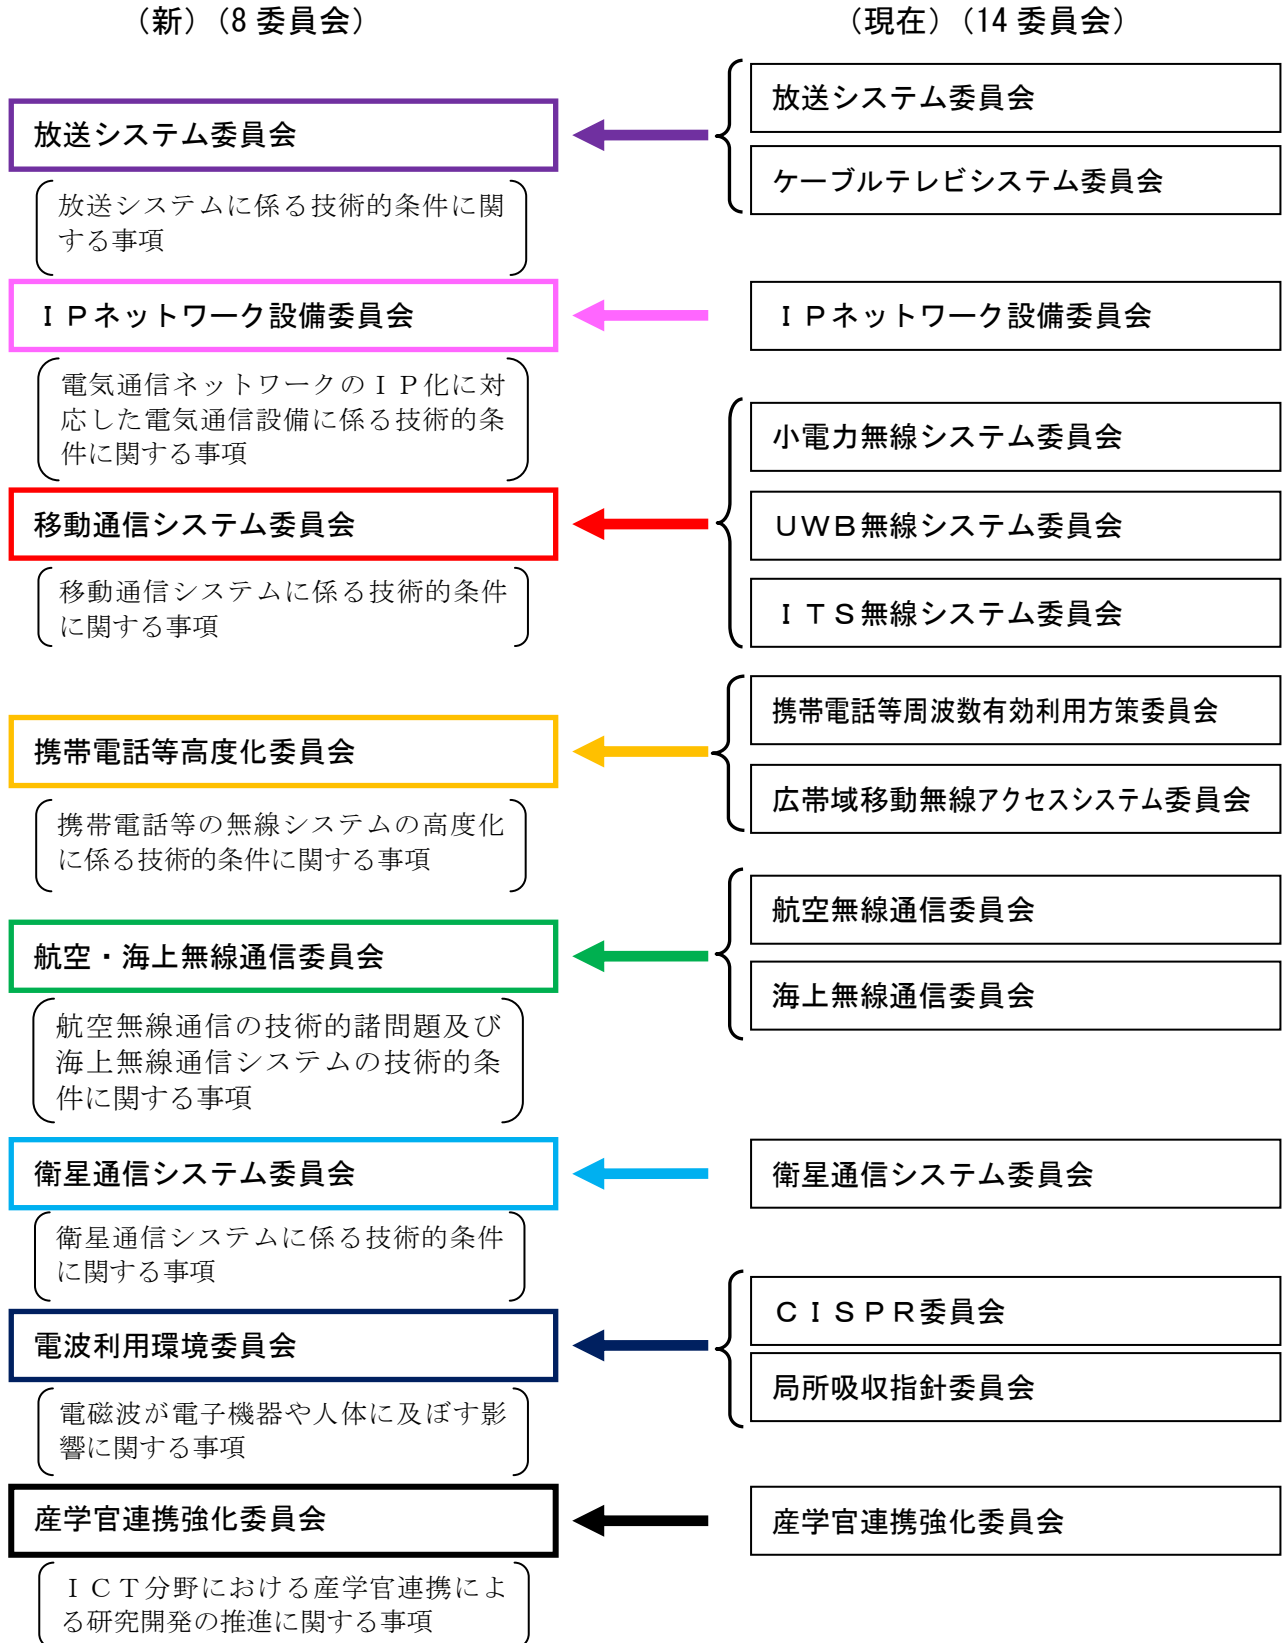 （新）（8 委員会）
（現在）（14 委員会）
放送システム委員会
放送システムに係る技術的条件に関
する事項
放送システム委員会
ケーブルテレビシステム委員会
ＩＰネットワーク設備委員会
電気通信ネットワークのＩＰ化に対
応した電気通信設備に係る技術的条
件に関する事項
ＩＰネットワーク設備委員会
移動通信システム委員会
移動通信システムに係る技術的条件
に関する事項
小電力無線システム委員会
ＵＷＢ無線システム委員会
ＩＴＳ無線システム委員会
携帯電話等高度化委員会
携帯電話等の無線システムの高度化
に係る技術的条件に関する事項
携帯電話等周波数有効利用方策委員会
広帯域移動無線アクセスシステム委員会
航空・海上無線通信委員会
航空無線通信の技術的諸問題及び
海上無線通信システムの技術的条
件に関する事項
航空無線通信委員会
海上無線通信委員会
衛星通信システム委員会
衛星通信システムに係る技術的条件
に関する事項
衛星通信システム委員会
電波利用環境委員会
電磁波が電子機器や人体に及ぼす影
響に関する事項
ＣＩＳＰＲ委員会
局所吸収指針委員会
産学官連携強化委員会
ＩＣＴ分野における産学官連携によ
る研究開発の推進に関する事項
産学官連携強化委員会